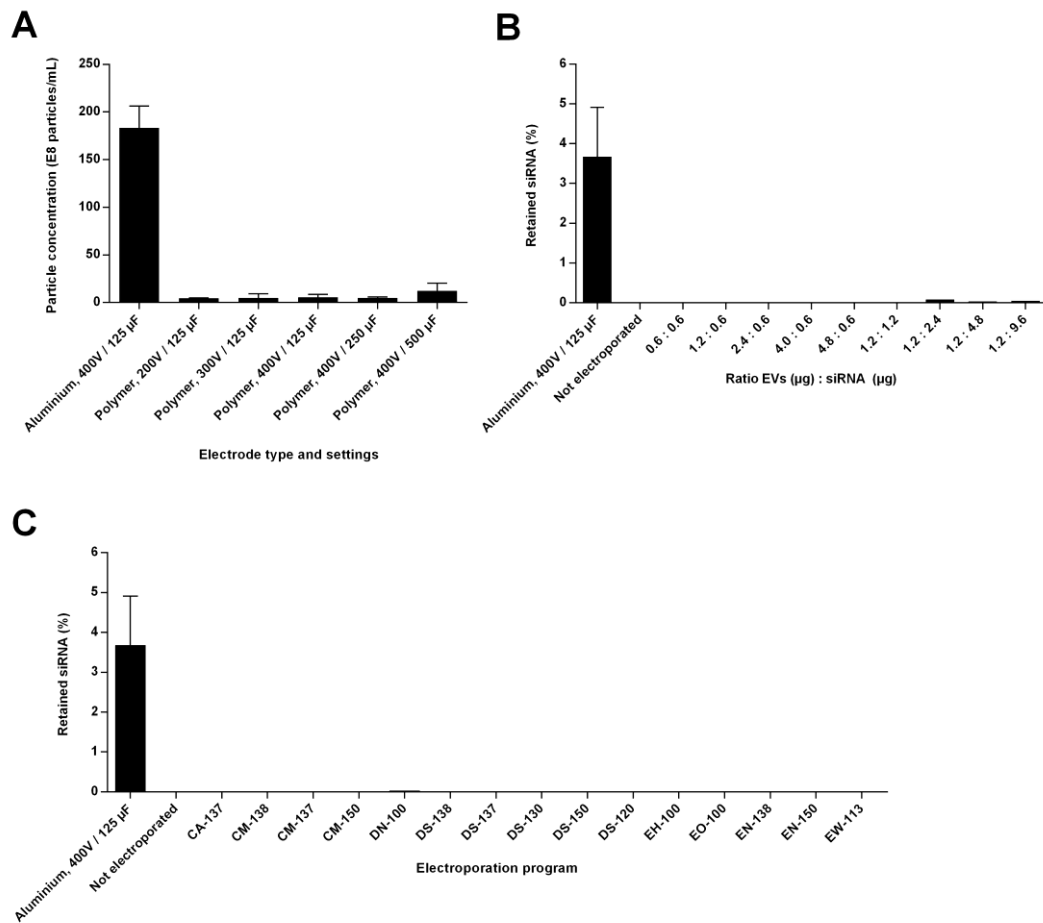 A
Particle concentration (E8 particles/mL)
250
200
150
100
50
0
Aluminium, 400V / 125 µF
Polymer, 200V / 125 µF
Polymer, 300V / 125 µF
Polymer, 400V / 125 µF
Polymer, 400V / 250 µF
Polymer, 400V / 500 µF
Electrode type and settings
B
Retained siRNA (%)
6
5
4
3
2
1
0
Aluminium, 400V / 125 µF
Not electroporated
0.6 : 0.6
1.2 : 0.6
2.4 : 0.6
4.0 : 0.6
4.8 : 0.6
1.2 : 1.2
1.2 : 2.4
1.2 : 4.8
1.2 : 9.6
Ratio EVs (µg) : siRNA (µg)
C
Retained siRNA (%)
6
5
4
3
2
1
0
Aluminium, 400V / 125 µF
Not electroporated
CA-137
CM-138
CM-137
CM-150
DN-100
DS-138
DS-137
DS-130
DS-150
DS-120
EH-100
EO-100
EN-138
EN-150
EW-113
Electroporation program